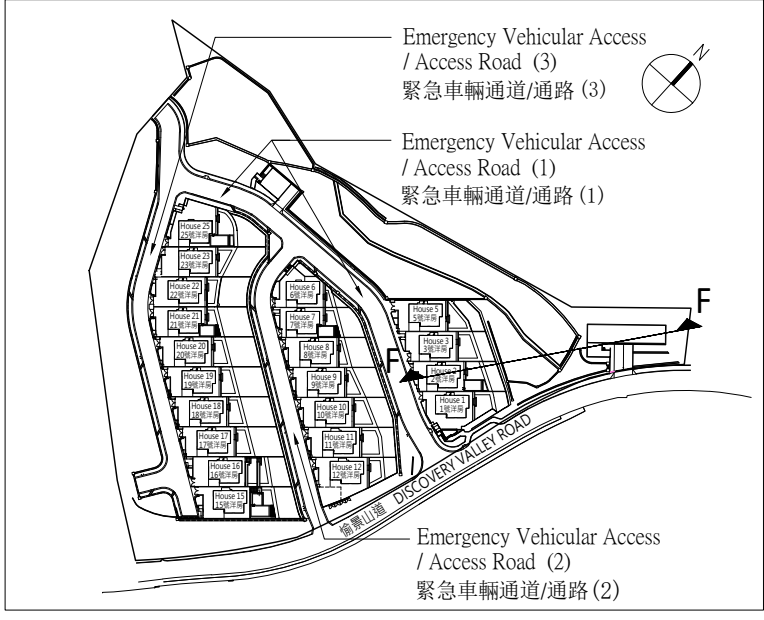 Emergency Vehicular Access
/ Access Road (3)
緊急車輛通道/通路 (3)
N
Emergency Vehicular Access
/ Access Road (1)
緊急車輛通道/通路 (1)
House 25
25號洋房
House 23
23號洋房
House 22
22號洋房
House 21
21號洋房
House 20
20號洋房
House 19
19號洋房
House 18
18號洋房
House 17
17號洋房
House 16
16號洋房
House 15
15號洋房
House 6
6號洋房
House 7
7號洋房
House 8
8號洋房
House 9
9號洋房
House 10
10號洋房
House 11
11號洋房
House 12
12號洋房
House 5
5號洋房
House 3
3號洋房
House 2
2號洋房
House 1
1號洋房
F
F
愉景山道 DISCOVERY VALLEY ROAD
Emergency Vehicular Access
/ Access Road (2)
緊急車輛通道/通路 (2)